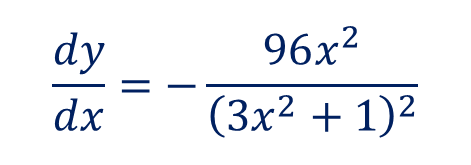 dy/dx = − 96x²/(3x² + 1)²